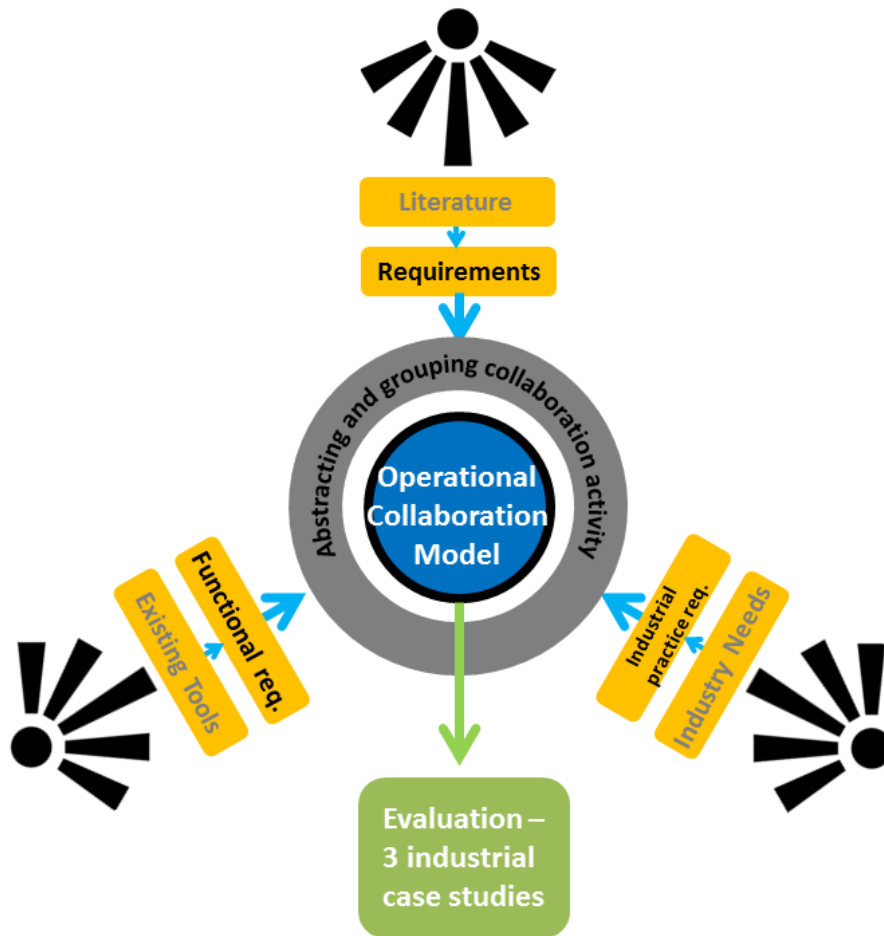 Literature
Requirements
Abstracting and grouping collaboration activity
Operational
Collaboration
Model
Existing Tools
Functional req.
Industrial
practice req.
Industry Needs
Evaluation –
3 industrial
case studies